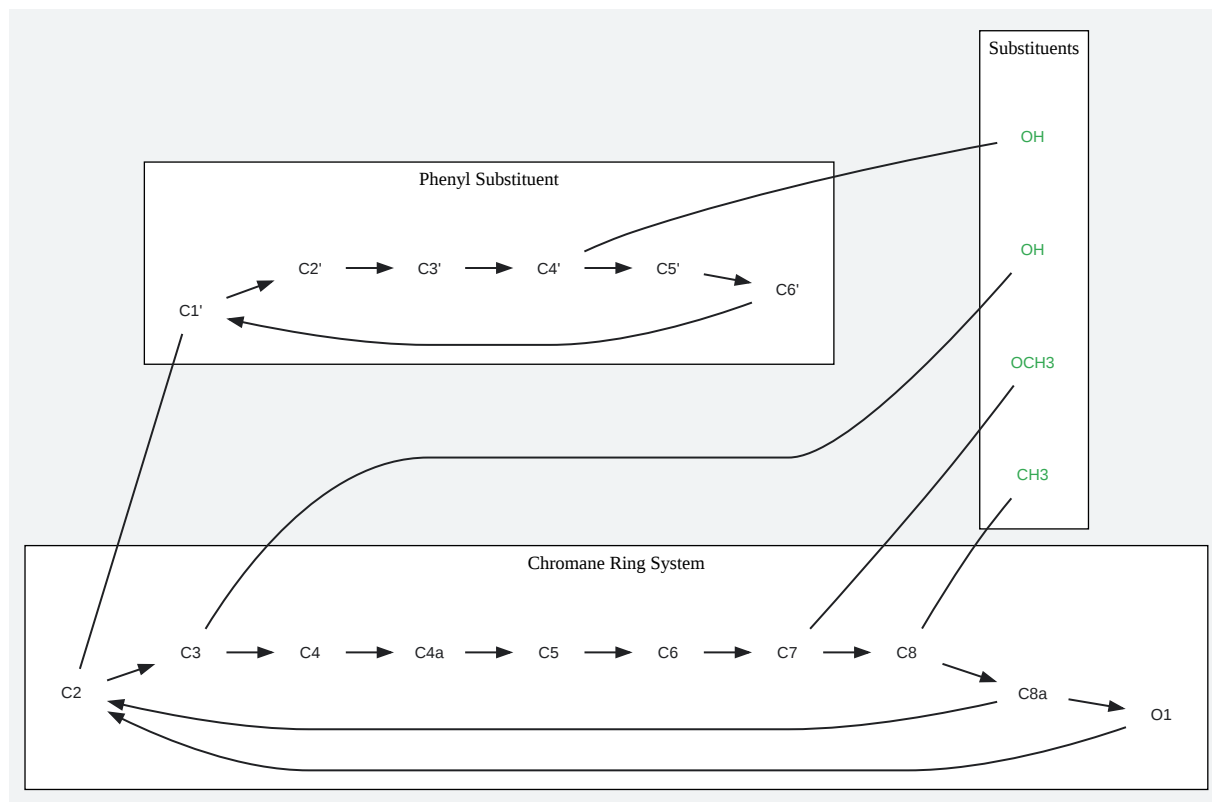 Substituents
OH
OH
OCH3
CH3
Phenyl Substituent
C1'
C2'
C3'
C4'
C5'
C6'
Chromane Ring System
C2
C3
C4
C4a
C5
C6
C7
C8
C8a
O1